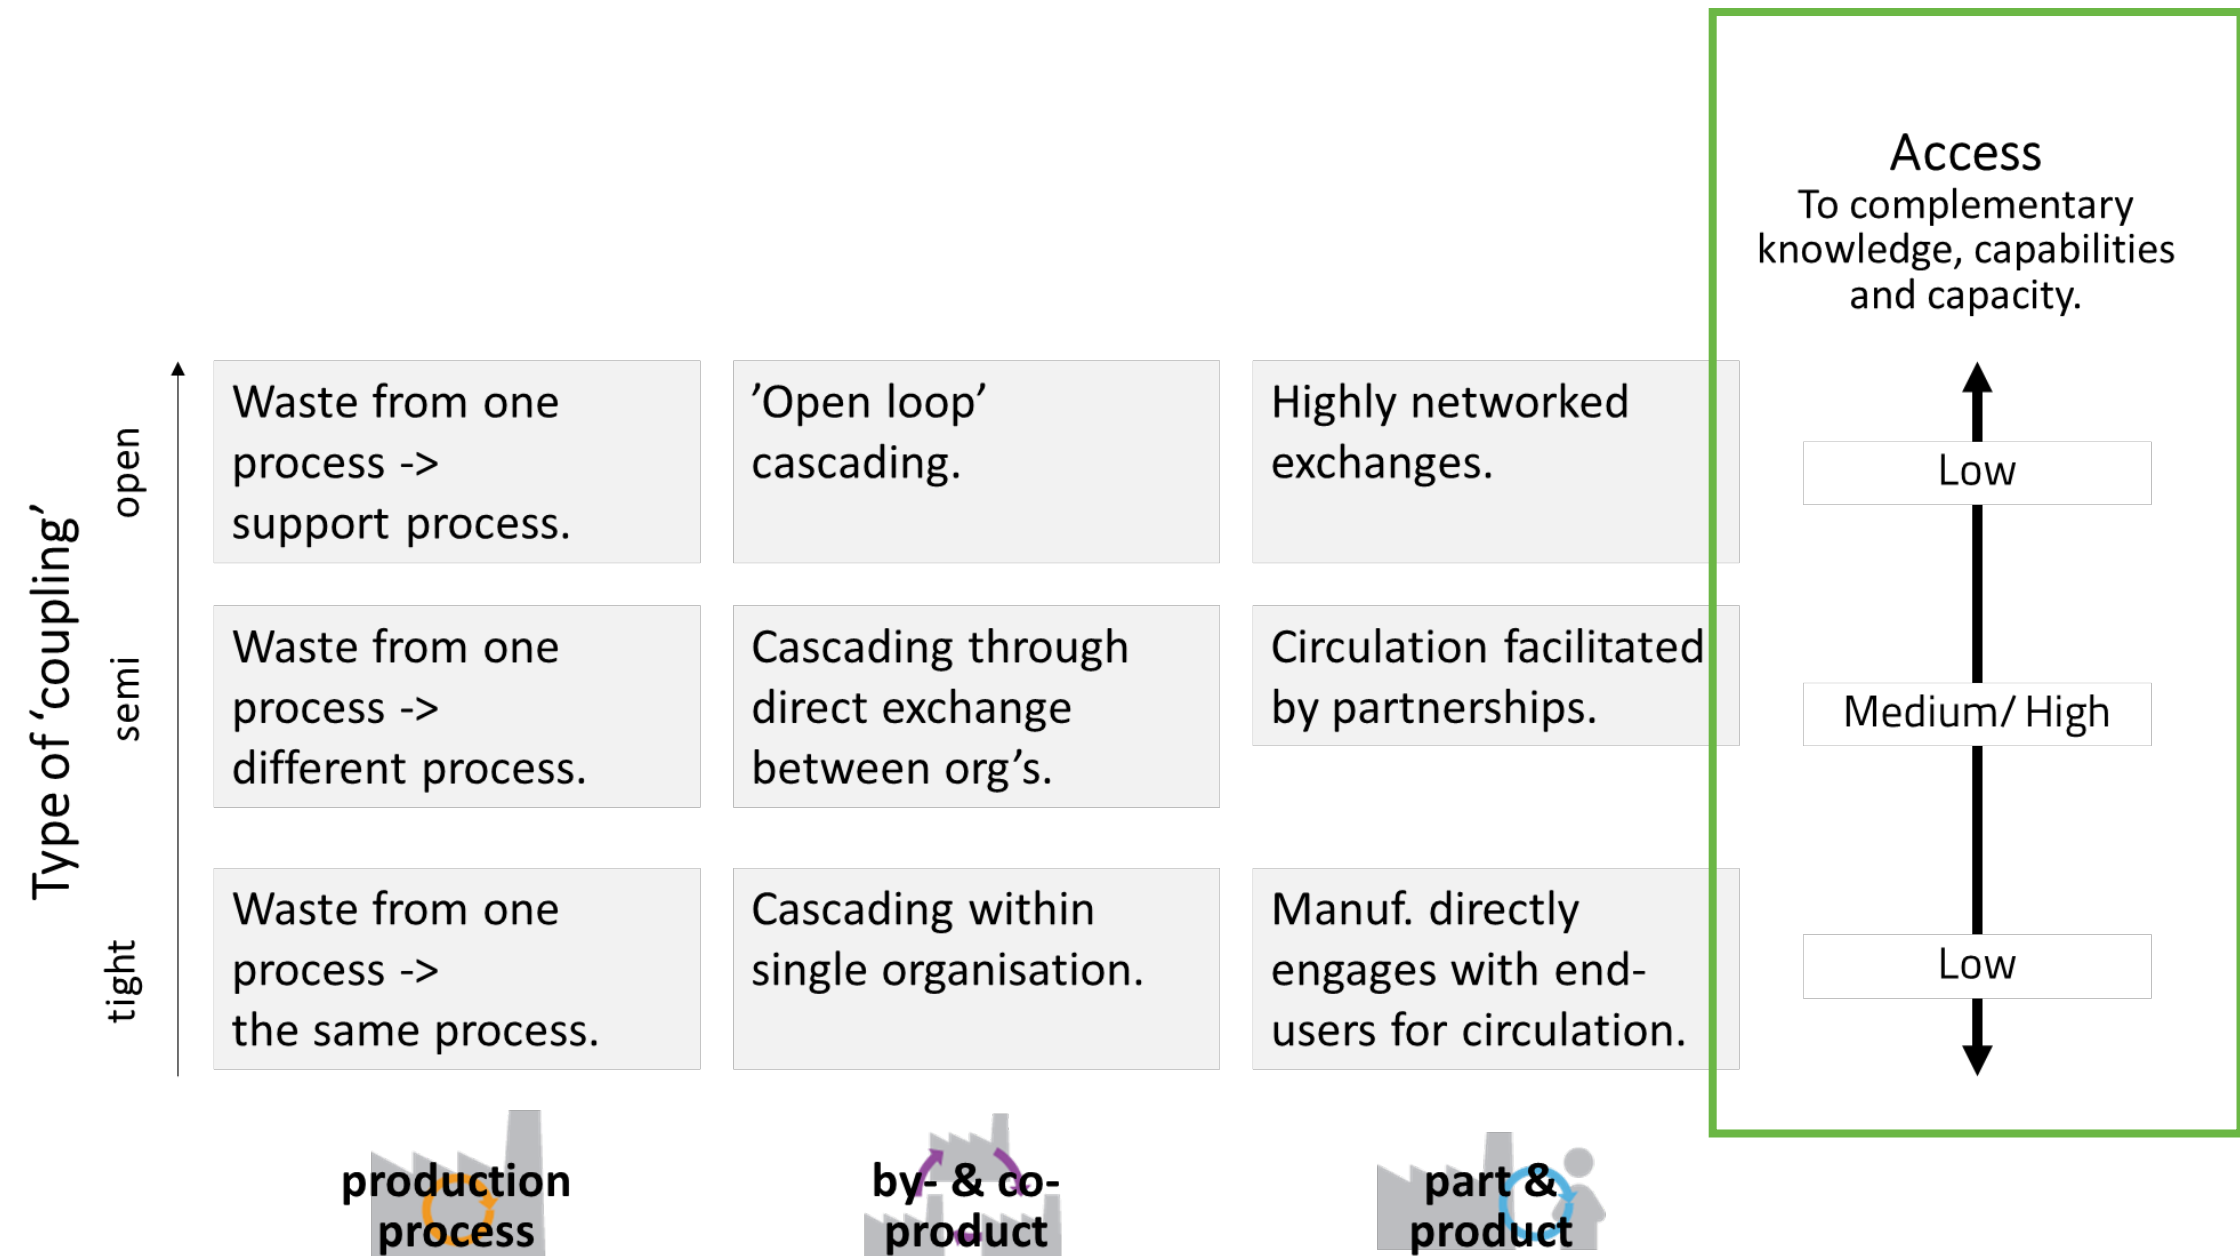 Access
To complementary
knowledge, capabilities
and capacity.
Type of ‘coupling’
open
Waste from one
process ->
support process.
’Open loop’
cascading.
Highly networked
exchanges.
Low
semi
Waste from one
process ->
different process.
Cascading through
direct exchange
between org’s.
Circulation facilitated
by partnerships.
Medium/ High
tight
Waste from one
process ->
the same process.
Cascading within
single organisation.
Manuf. directly
engages with end-
users for circulation.
Low
production
process
by- & co-
product
part &
product